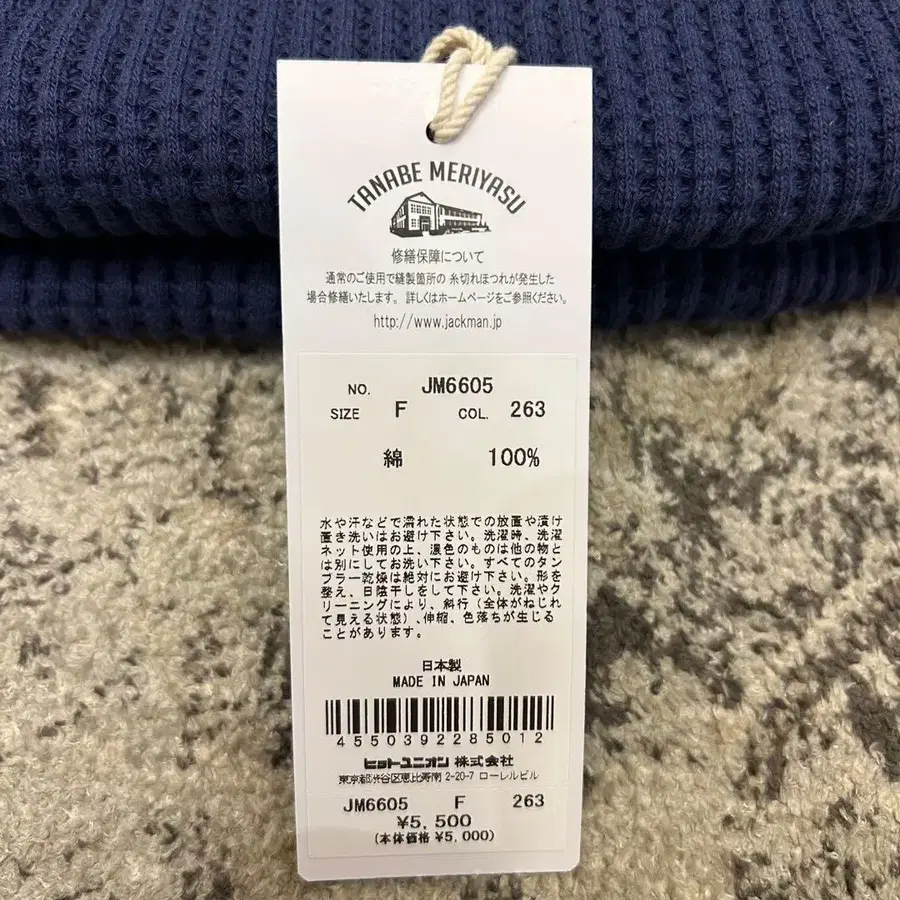 TANABE MERIYASU
修繕保障について
通常のご使用で縫製箇所の 糸切れほつれが発生した
場合修繕いたします。 詳しくはホームページをご参照ください。
http://www.jackman.jp
NO. JM6605
SIZE F COL. 263
綿 100%
水や汗などで濡れた状態での放置や漬け
置き洗いはお避け下さい。洗濯時、洗濯
ネット使用の上、濃色のものは他の物と
は別にしてお洗い下さい。すべてのタン
ブラー乾燥は絶対にお避け下さい。形を
整え、日陰干しをして下さい。洗濯やク
リーニングにより、斜行(全体がねじれ
て見える状態)、伸縮、色落ちが生じる
ことがあります。
日本製
MADE IN JAPAN
4550392285012
ヒットユニオン 株式会社
東京都渋谷区恵比寿南 2-20-7 ローレルビル
JM6605 F 263
¥5,500
(本体価格 ¥5,000)